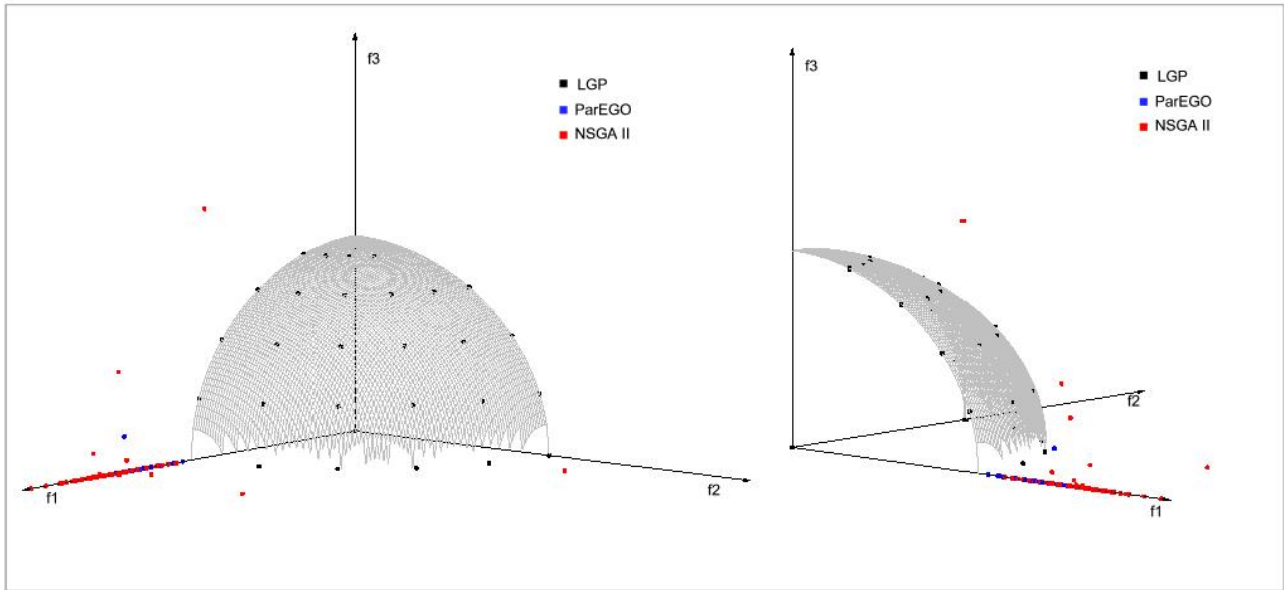 f3
LGP
ParEGO
NSGA II
f1
f2
f3
LGP
ParEGO
NSGA II
f2
f1